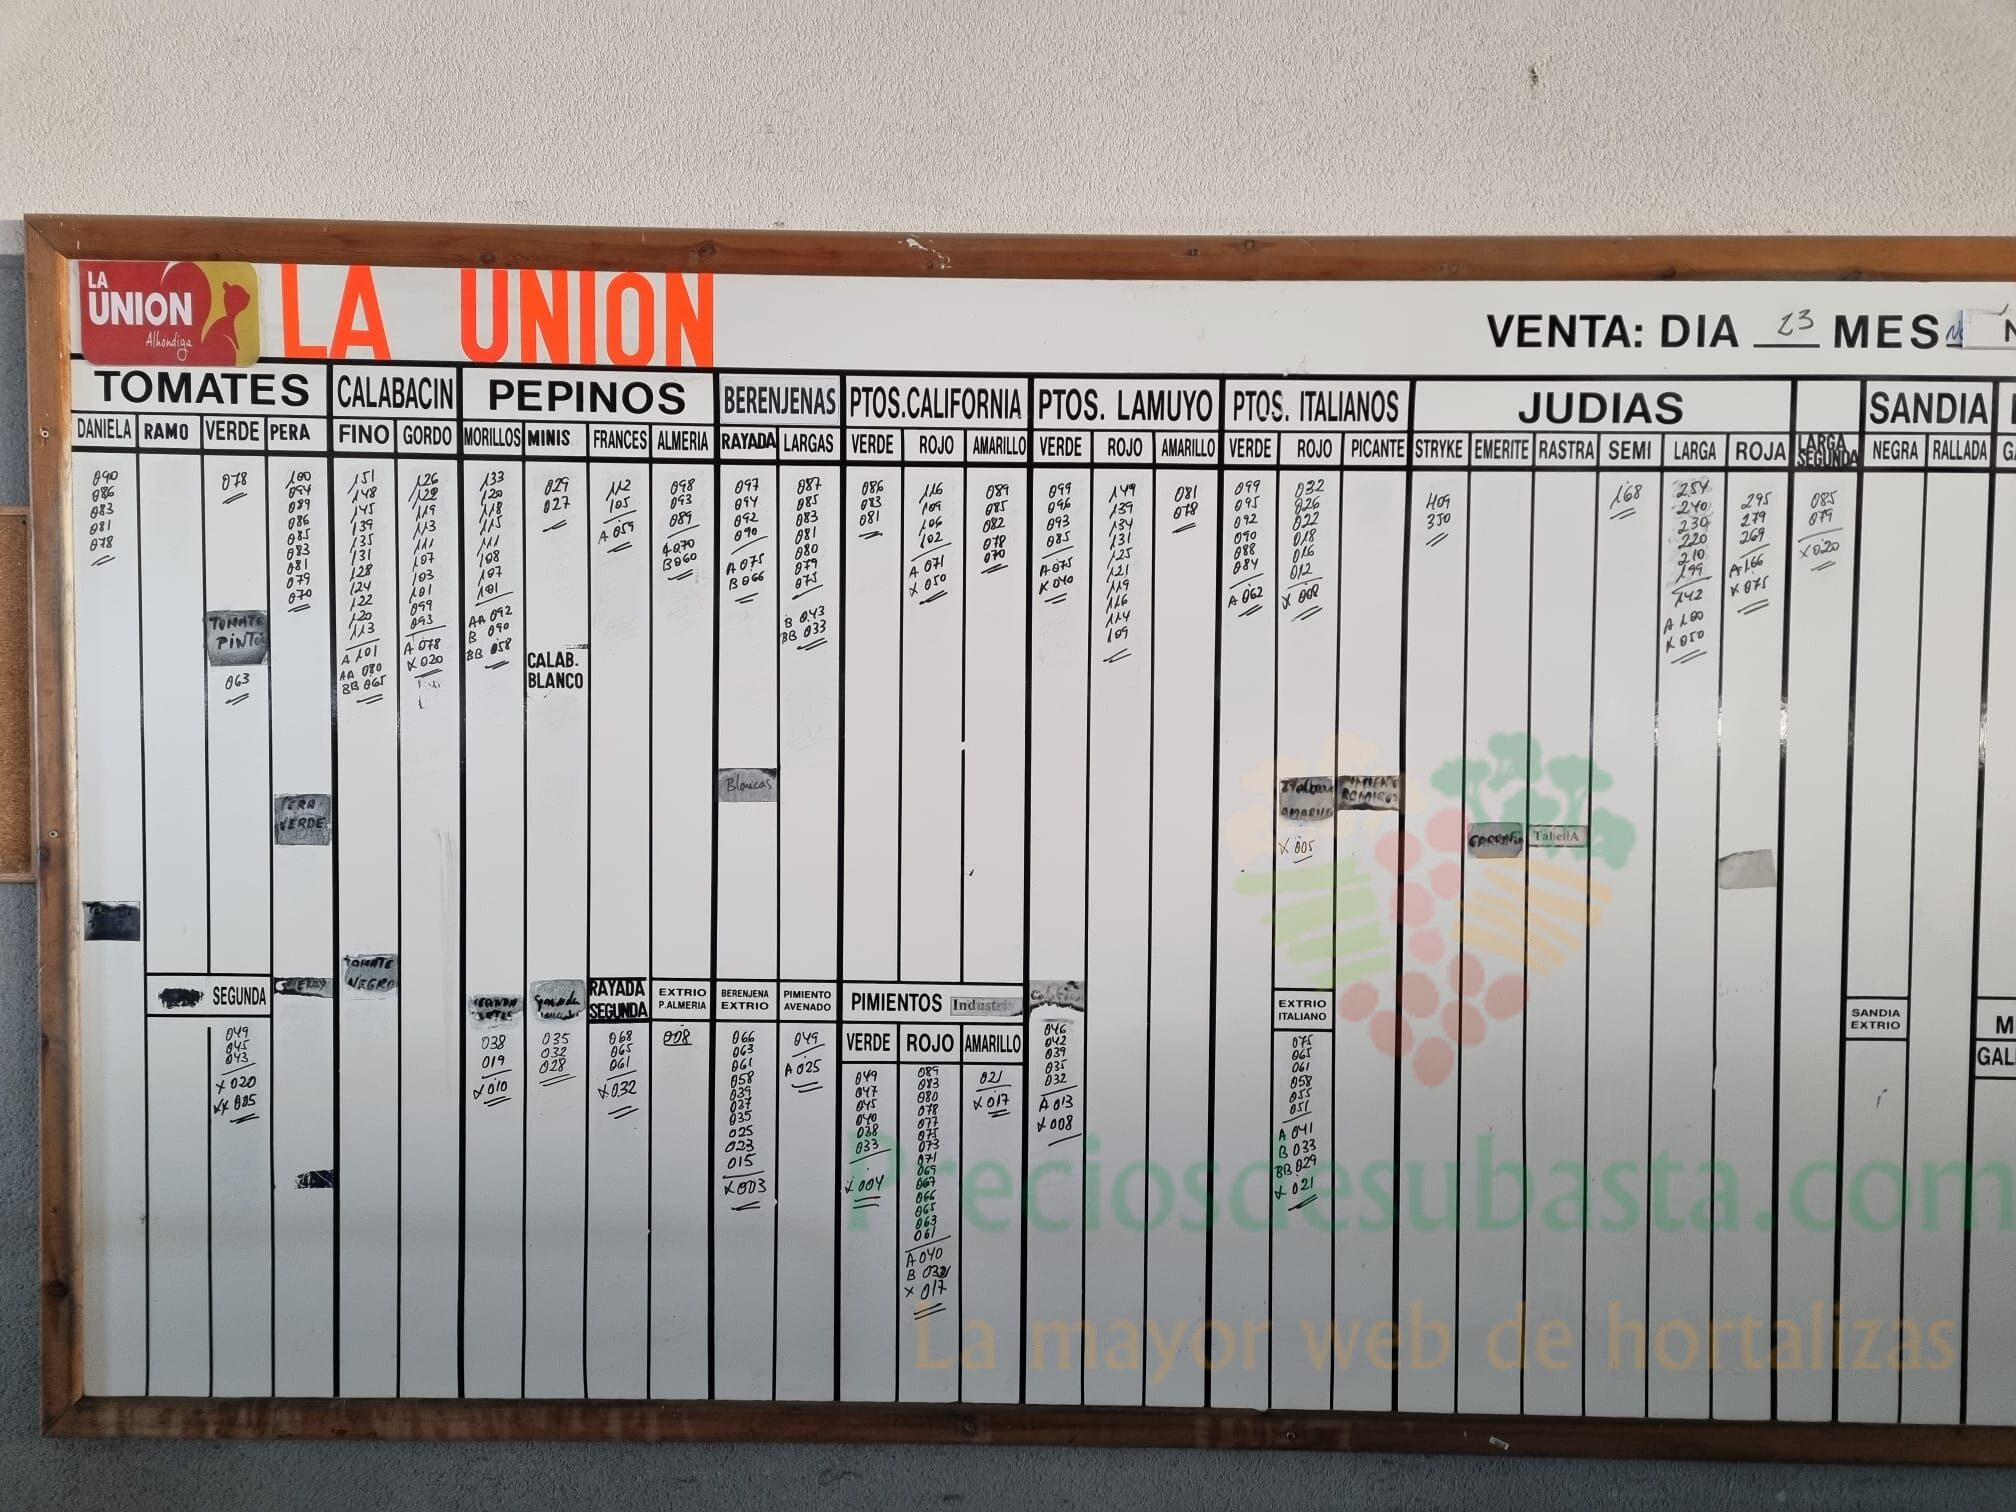 LA
UNION
Alhóndiga
LA UNION
VENTA: DIA 23 MES
TOMATES
CALABACIN
PEPINOS
BERENJENAS
PTOS.CALIFORNIA
PTOS. LAMUYO
PTOS. ITALIANOS
JUDIAS
SANDIA
DANIELA
RAMO
VERDE
PERA
FINO
GORDO
MORILLOS
MINIS
FRANCES
ALMERIA
RAYADA
LARGAS
VERDE
ROJO
AMARILLO
VERDE
ROJO
AMARILLO
VERDE
ROJO
PICANTE
STRYKE
EMERITE
RASTRA
SEMI
LARGA
ROJA
LARGA
SEGUNDA
NEGRA
RALLADA
090
086
083
081
078
078
TOMATE
PINTO
063
100
094
089
086
085
083
081
079
070
151
148
145
139
135
131
128
124
122
120
113
A 101
AA 080
BB 065
126
122
119
113
111
107
103
101
099
093
A 078
X 020
133
120
118
115
111
108
107
101
AA 092
B 090
BB 058
029
027
CALAB.
BLANCO
112
105
A 059
098
093
089
A070
B060
097
094
092
090
A 075
B 066
087
085
083
081
080
079
075
B 043
BB 033
086
083
081
116
109
106
102
A 071
X 050
089
085
082
078
070
099
096
093
085
A 075
X 040
149
139
134
131
125
121
119
116
114
109
081
078
099
095
092
090
088
084
A 062
032
026
022
018
016
012
X 008
409
350
168
254
240
230
220
210
199
142
A 100
X 050
295
279
269
A 166
X 075
085
079
X 020
PERA
VERDE
Blancas
AMARILLO
X 005
TabellA
TOMATE
NEGRO
SEGUNDA
049
045
043
X 020
XX 005
038
019
X 010
035
032
028
RAYADA
SEGUNDA
068
065
061
X 032
EXTRIO
P.ALMERIA
008
BERENJENA
EXTRIO
066
063
061
058
039
037
035
025
023
015
X 003
PIMIENTO
AVENADO
049
A 025
PIMIENTOS Industria
VERDE
ROJO
AMARILLO
049
047
045
040
038
033
X 004
089
083
080
078
077
075
073
071
069
067
066
065
063
061
A 040
B
X 017
021
X 017
046
042
039
035
032
A 013
X 008
EXTRIO
ITALIANO
075
065
061
058
055
051
A 041
B 033
BB 029
X 021
SANDIA
EXTRIO
GAL
Preciosdesubasta.com
La mayor web de hortalizas